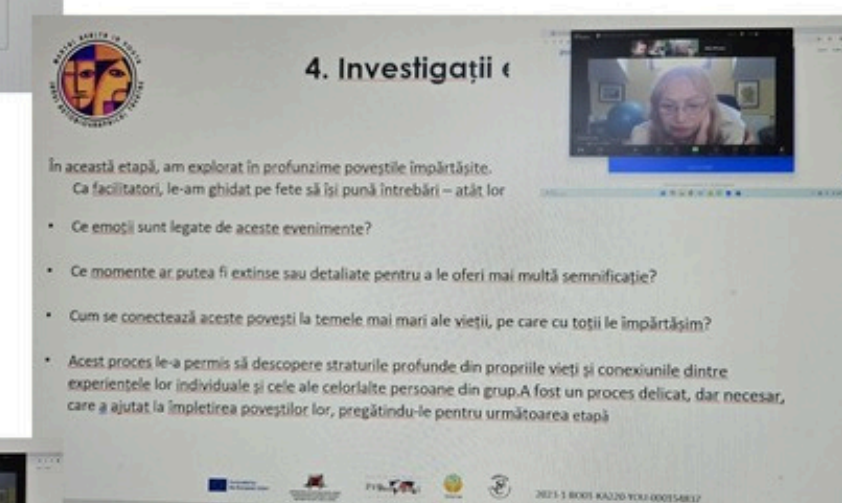 4. Investigații
În această etapă, am explorat în profunzime poveștile împărtășite.
Ca facilitatori, le-am ghidat pe fete să își pună întrebări – atât lor
• Ce emoții sunt legate de aceste evenimente?
• Ce momente ar putea fi extinse sau detaliate pentru a le oferi mai multă semnificație?
• Cum se conectează aceste povești la temele mai mari ale vieții, pe care cu toții le împărtășim?
• Acest proces le-a permis să descopere straturile profunde din propriile vieți și conexiunile dintre
experiențele lor individuale și cele ale celorlalte persoane din grup.A fost un proces delicat, dar necesar,
care a ajutat la împletirea poveștilor lor, pregătindu-le pentru următoarea etapă